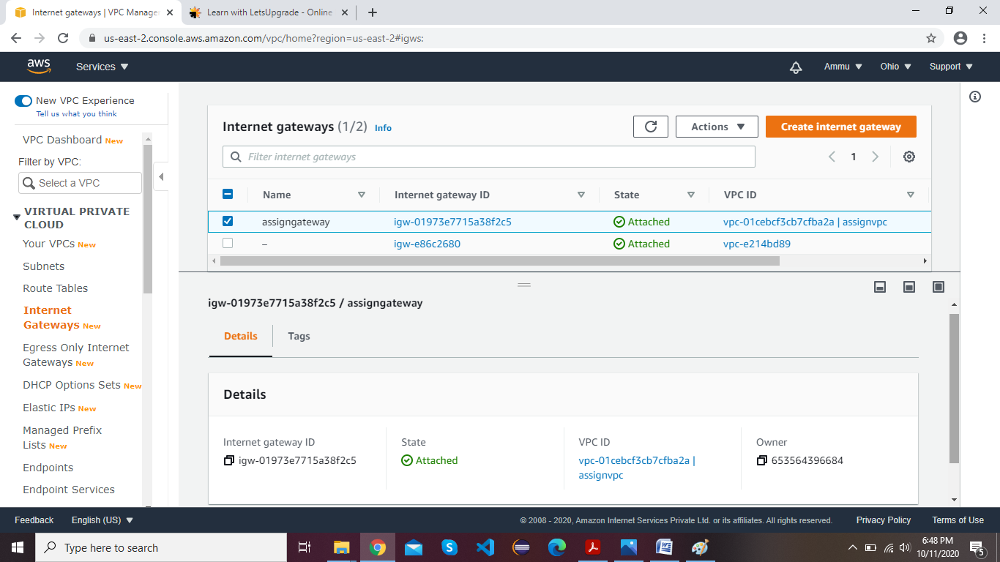 Internet gateways | VPC Manage
Learn with LetsUpgrade - Online
us-east-2.console.aws.amazon.com/vpc/home?region=us-east-2#igws:
aws
Services
Ammu
Ohio
Support
New VPC Experience
Tell us what you think
VPC Dashboard New
Filter by VPC:
Select a VPC
VIRTUAL PRIVATE
CLOUD
Your VPCs New
Subnets
Route Tables
Internet
Gateways New
Egress Only Internet
Gateways New
DHCP Options Sets New
Elastic IPs New
Managed Prefix
Lists New
Endpoints
Endpoint Services
Internet gateways (1/2) Info
Actions
Create internet gateway
Filter internet gateways
1
Name Internet gateway ID State VPC ID
assigngateway igw-01973e7715a38f2c5 Attached vpc-01cebcf3cb7cfba2a | assignvpc
– igw-e86c2680 Attached vpc-e214bd89
igw-01973e7715a38f2c5 / assigngateway
Details Tags
Details
Internet gateway ID
igw-01973e7715a38f2c5
State
Attached
VPC ID
vpc-01cebcf3cb7cfba2a |
assignvpc
Owner
653564396684
Feedback English (US) © 2008 - 2020, Amazon Internet Services Private Ltd. or its affiliates. All rights reserved. Privacy Policy Terms of Use
Type here to search
6:48 PM
10/11/2020
5